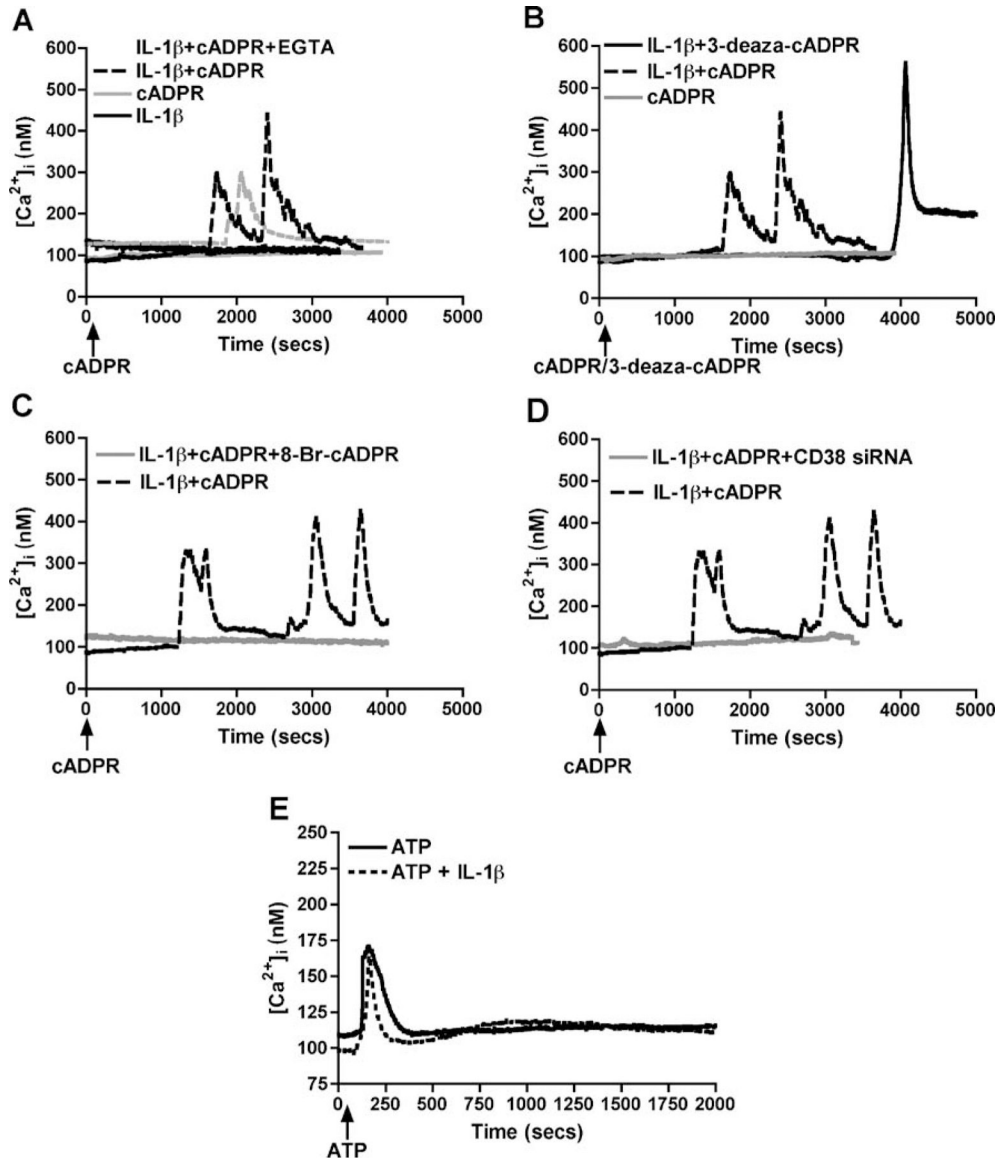 A
IL-1β+cADPR+EGTA
IL-1β+cADPR
cADPR
IL-1β
[Ca²⁺]ᵢ (nM)
600
500
400
300
200
100
0
0 1000 2000 3000 4000 5000
Time (secs)
cADPR
B
IL-1β+3-deaza-cADPR
IL-1β+cADPR
cADPR
[Ca²⁺]ᵢ (nM)
600
500
400
300
200
100
0
0 1000 2000 3000 4000 5000
Time (secs)
cADPR/3-deaza-cADPR
C
IL-1β+cADPR+8-Br-cADPR
IL-1β+cADPR
[Ca²⁺]ᵢ (nM)
600
500
400
300
200
100
0
0 1000 2000 3000 4000 5000
Time (secs)
cADPR
D
IL-1β+cADPR+CD38 siRNA
IL-1β+cADPR
[Ca²⁺]ᵢ (nM)
600
500
400
300
200
100
0
0 1000 2000 3000 4000 5000
Time (secs)
cADPR
E
ATP
ATP + IL-1β
[Ca²⁺]ᵢ (nM)
250
225
200
175
150
125
100
75
0 250 500 750 1000 1250 1500 1750 2000
Time (secs)
ATP